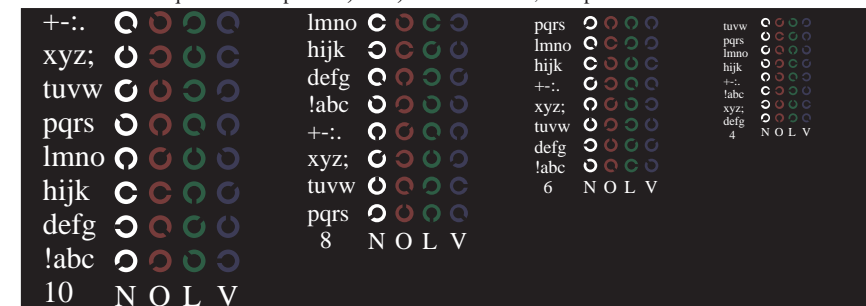 +-:.
xyz;
tuvw
pqrs
lmno
hijk
defg
!abc
10 N O L V
lmno
hijk
defg
!abc
+-:.
xyz;
tuvw
pqrs
8 N O L V
pqrs
lmno
hijk
+-:.
xyz;
tuvw
defg
!abc
6 N O L V
tuvw
pqrs
lmno
hijk
+-:.
!abc
xyz;
defg
4 N O L V